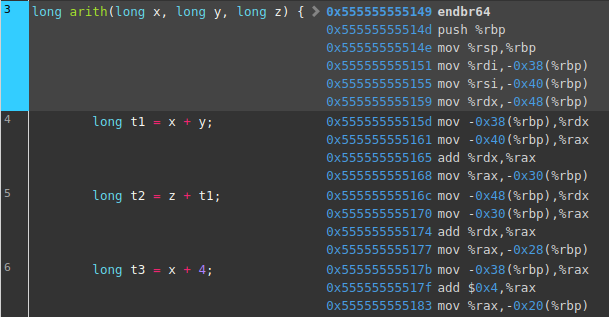 3 long arith(long x, long y, long z) { 0x555555555149 endbr64
0x55555555514d push %rbp
0x55555555514e mov %rsp,%rbp
0x555555555151 mov %rdi,-0x38(%rbp)
0x555555555155 mov %rsi,-0x40(%rbp)
0x555555555159 mov %rdx,-0x48(%rbp)
4 long t1 = x + y; 0x55555555515d mov -0x38(%rbp),%rdx
0x555555555161 mov -0x40(%rbp),%rax
0x555555555165 add %rdx,%rax
0x555555555168 mov %rax,-0x30(%rbp)
5 long t2 = z + t1; 0x55555555516c mov -0x48(%rbp),%rdx
0x555555555170 mov -0x30(%rbp),%rax
0x555555555174 add %rdx,%rax
0x555555555177 mov %rax,-0x28(%rbp)
6 long t3 = x + 4; 0x55555555517b mov -0x38(%rbp),%rax
0x55555555517f add $0x4,%rax
0x555555555183 mov %rax,-0x20(%rbp)